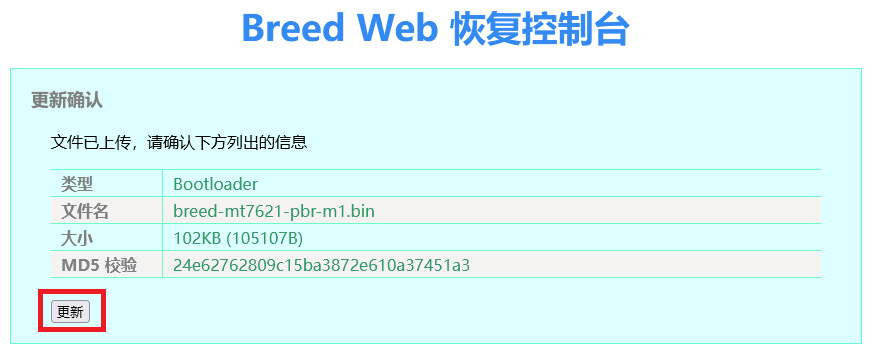 Breed Web 恢复控制台
更新确认
文件已上传，请确认下方列出的信息
类型 Bootloader
文件名 breed-mt7621-pbr-m1.bin
大小 102KB (105107B)
MD5 校验 24e62762809c15ba3872e610a37451a3
更新